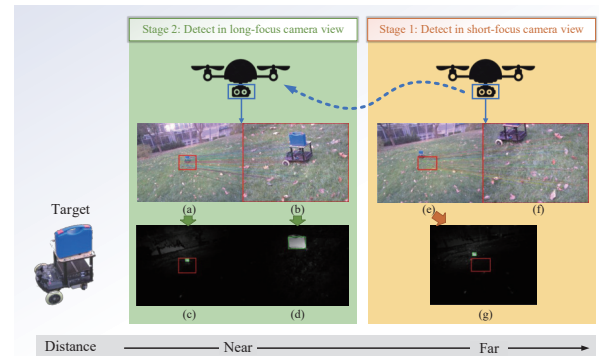 Stage 2: Detect in long-focus camera view
Stage 1: Detect in short-focus camera view
(a)
(b)
(e)
(f)
Target
(c)
(d)
(g)
Distance
Near
Far